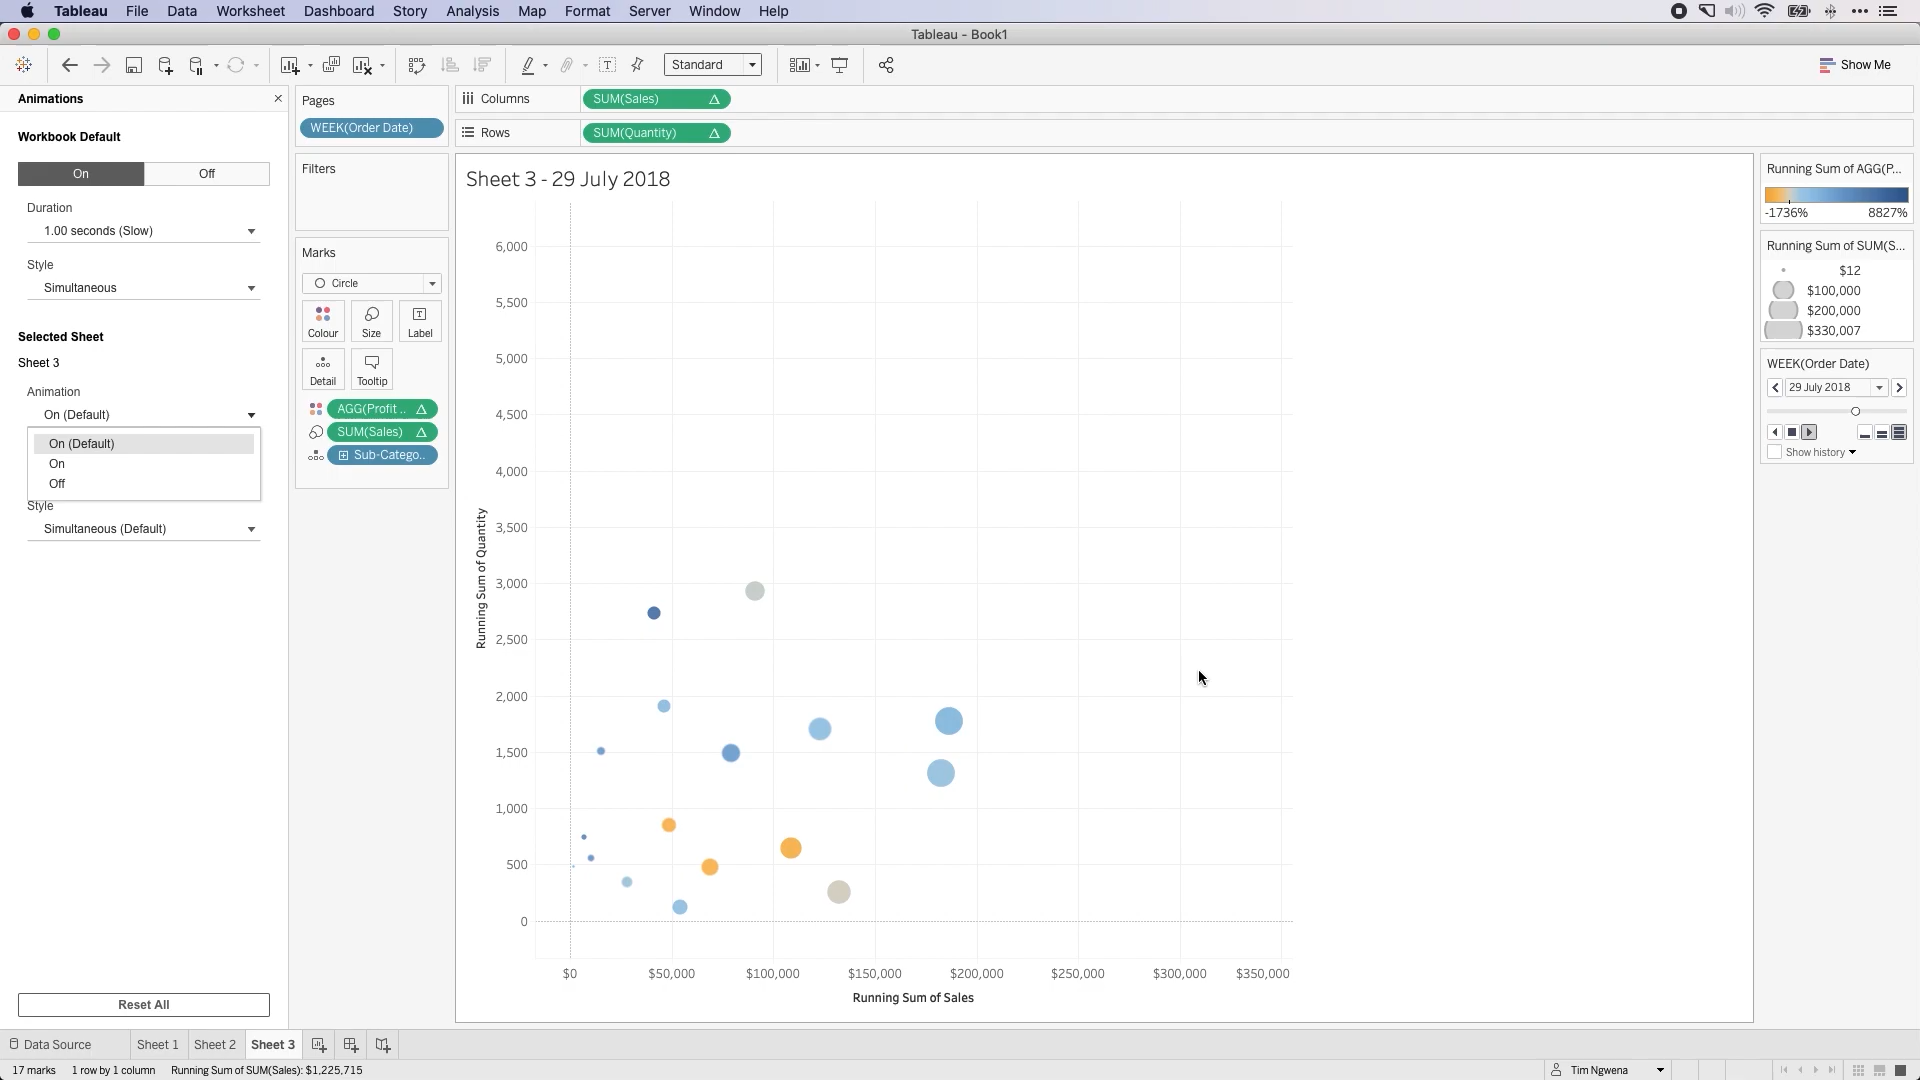 Tableau File Data Worksheet Dashboard Story Analysis Map Format Server Window Help
Tableau - Book1
Standard
Show Me
Animations
Workbook Default
On Off
Duration
1.00 seconds (Slow)
Style
Simultaneous
Selected Sheet
Sheet 3
Animation
On (Default)
On (Default)
On
Off
Style
Simultaneous (Default)
Reset All
Pages
WEEK(Order Date)
Filters
Marks
Circle
Colour Size Label
Detail Tooltip
AGG(Profit ..
SUM(Sales)
Sub-Catego..
Columns SUM(Sales)
Rows SUM(Quantity)
Sheet 3 - 29 July 2018
Running Sum of Quantity
6,000
5,500
5,000
4,500
4,000
3,500
3,000
2,500
2,000
1,500
1,000
500
0
$0 $50,000 $100,000 $150,000 $200,000 $250,000 $300,000 $350,000
Running Sum of Sales
Running Sum of AGG(P...
-1736% 8827%
Running Sum of SUM(S...
$12
$100,000
$200,000
$330,007
WEEK(Order Date)
29 July 2018
Show history
Data Source Sheet 1 Sheet 2 Sheet 3
17 marks 1 row by 1 column Running Sum of SUM(Sales): $1,225,715
Tim Ngwena